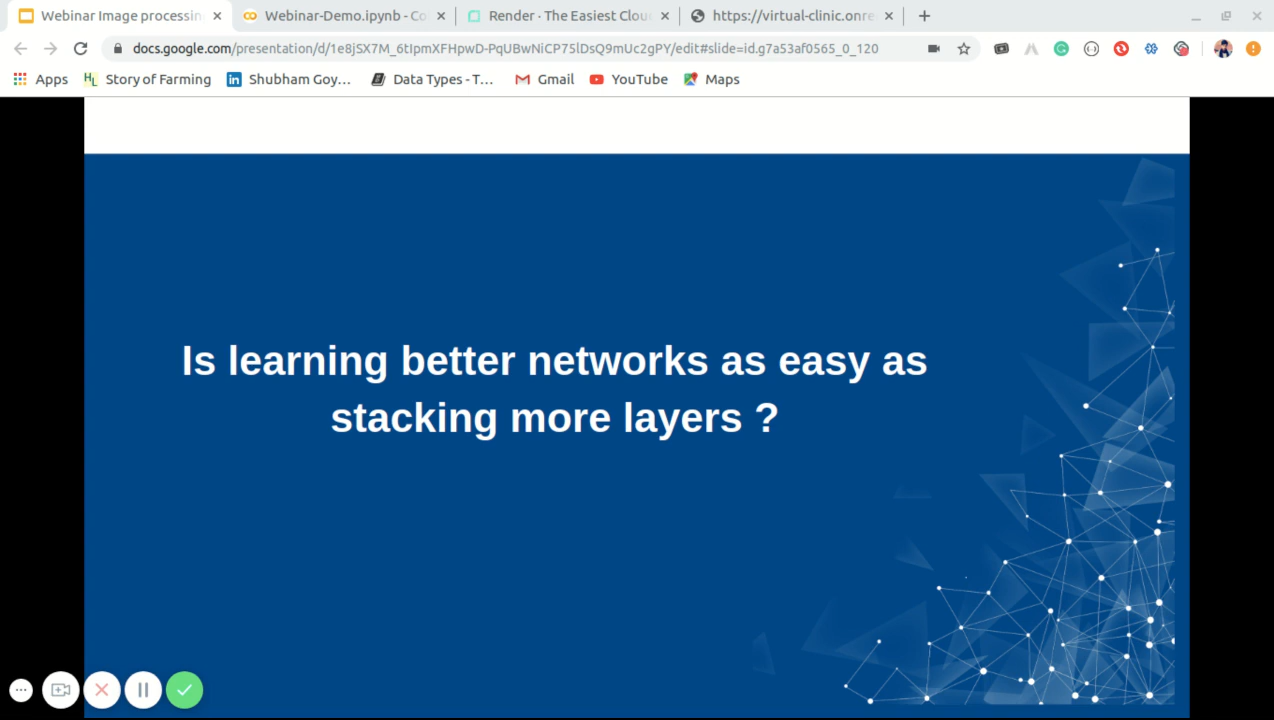 Webinar Image processin
Webinar-Demo.ipynb - Co
Render · The Easiest Clou
https://virtual-clinic.onre
docs.google.com/presentation/d/1e8jSX7M_6tIpmXFHpwD-PqUBwNiCP75lDsQ9mUc2gPY/edit#slide=id.g7a53af0565_0_120
Apps
HL Story of Farming
in Shubham Goy...
Data Types - T...
Gmail
YouTube
Maps
Is learning better networks as easy as
stacking more layers ?